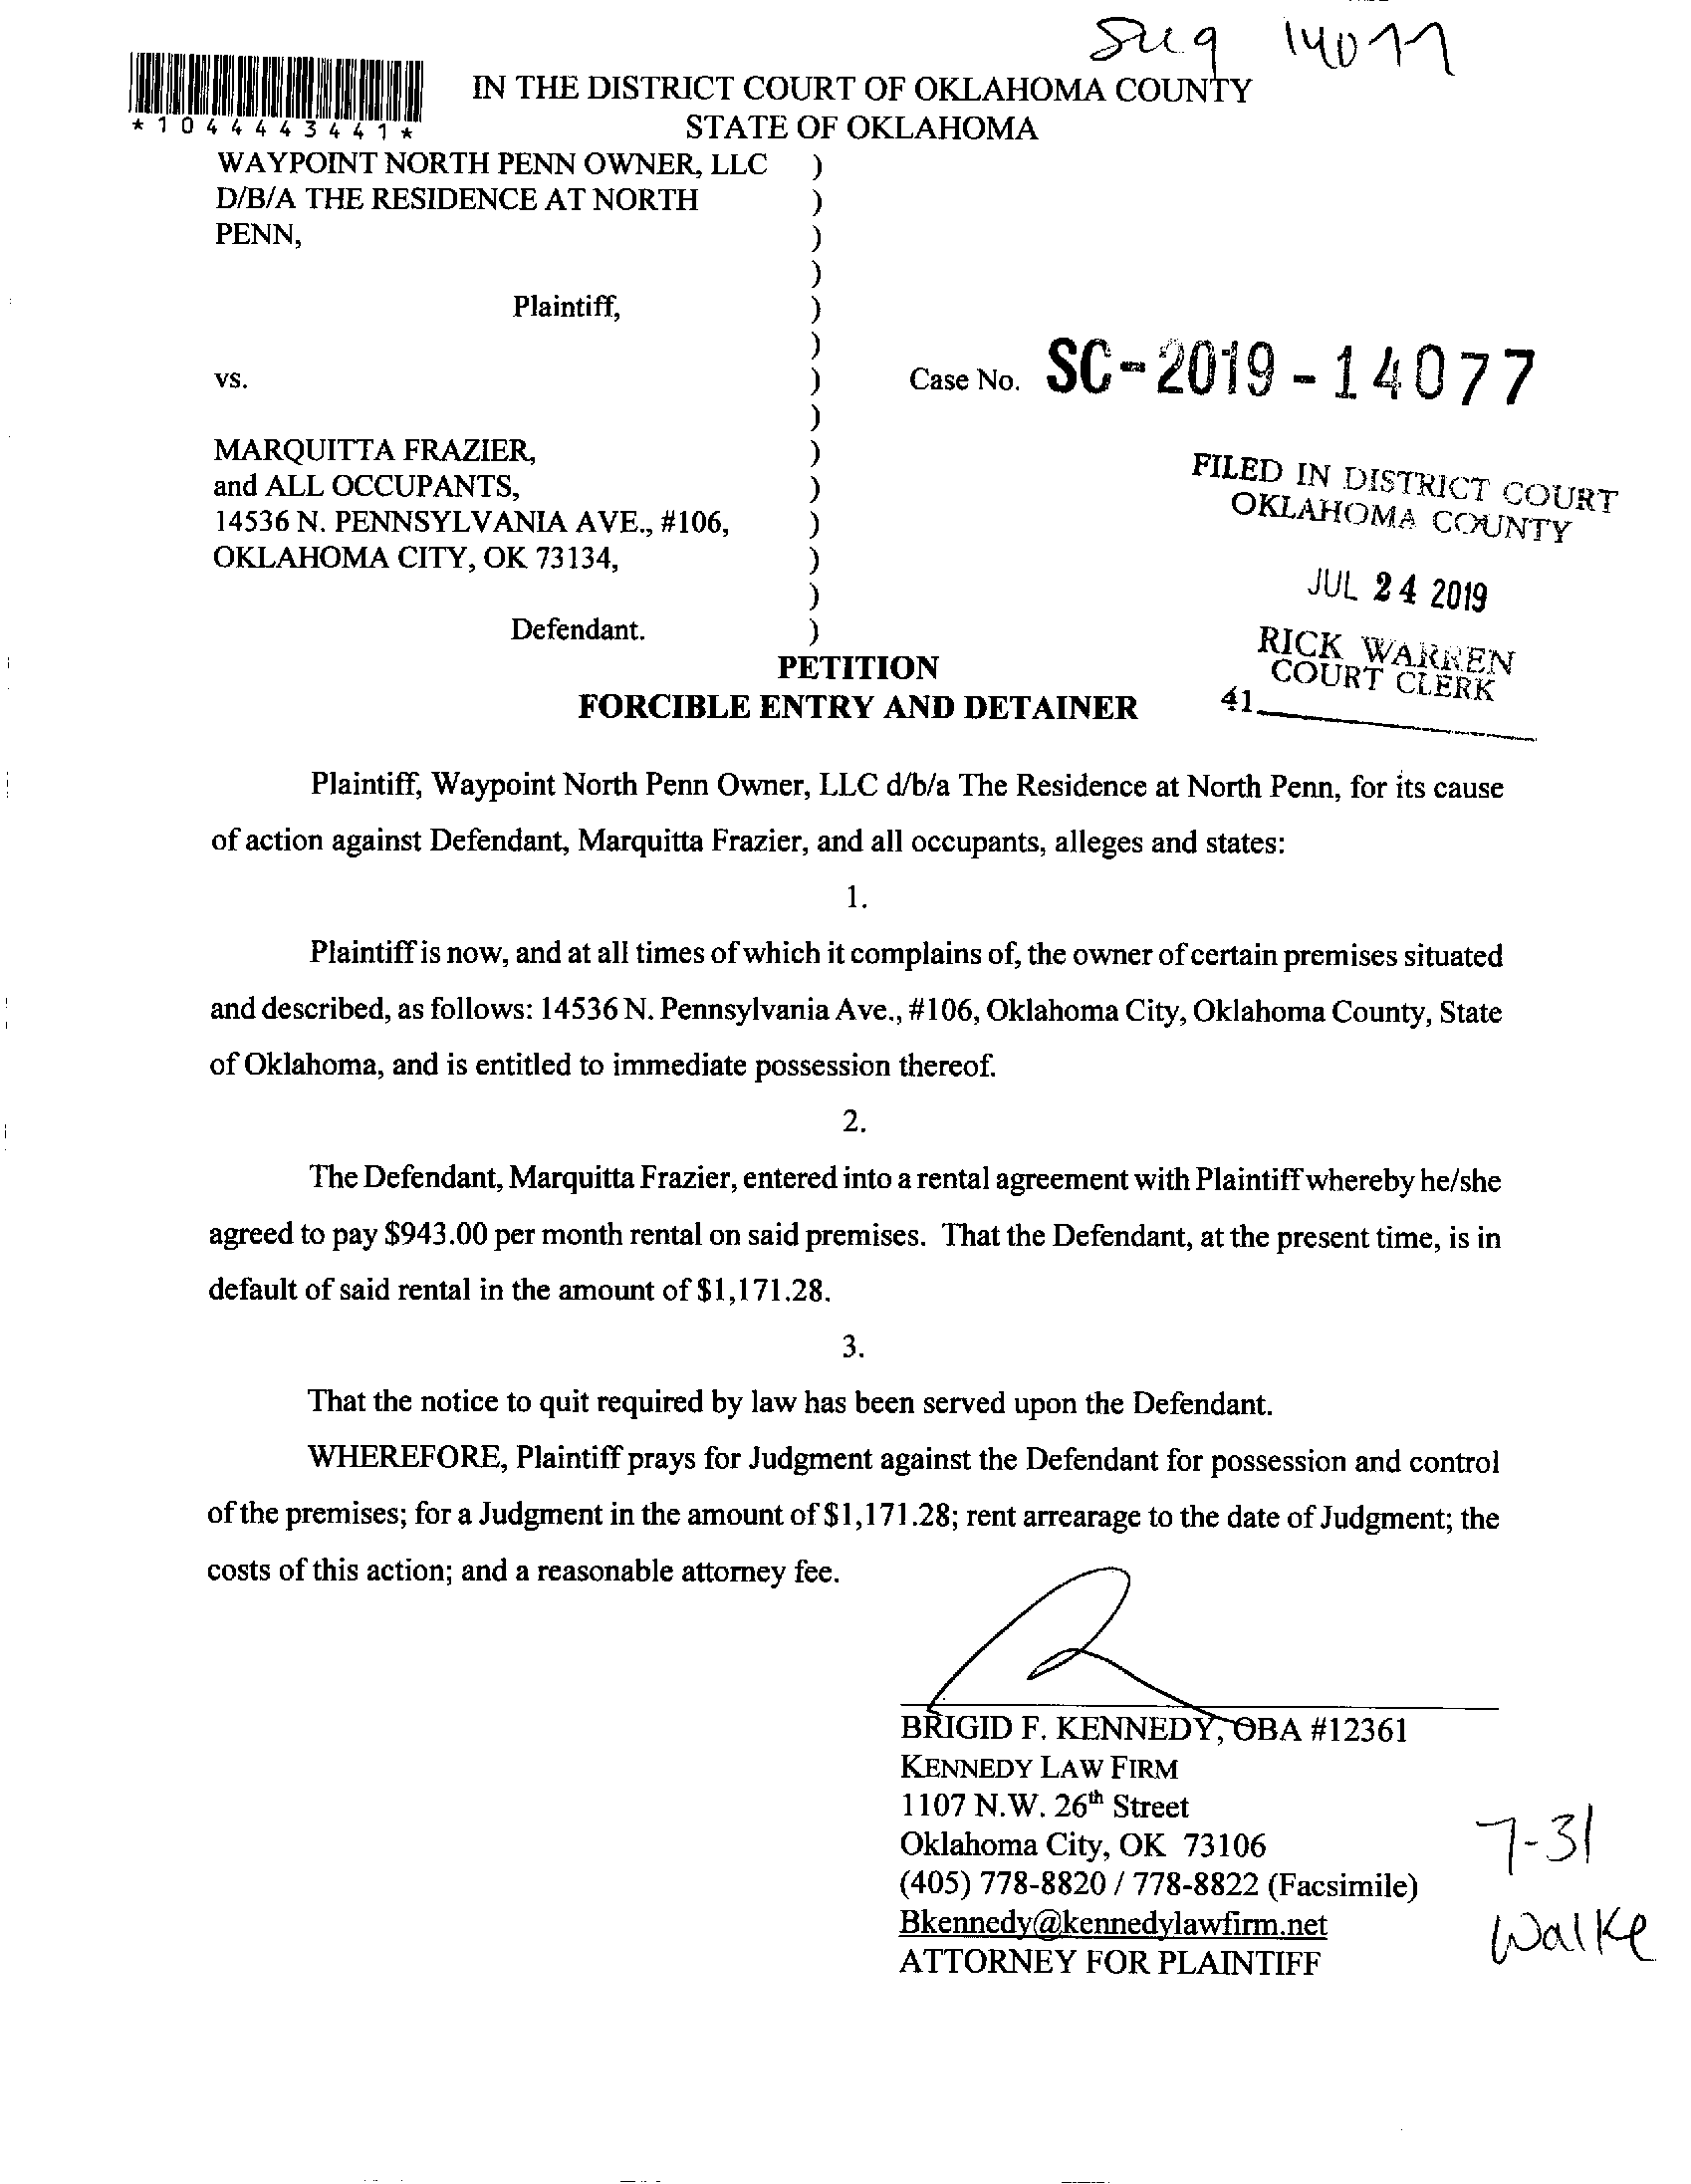 Sc19 14077
*1044443441*
IN THE DISTRICT COURT OF OKLAHOMA COUNTY
STATE OF OKLAHOMA
WAYPOINT NORTH PENN OWNER, LLC )
D/B/A THE RESIDENCE AT NORTH )
PENN, )
)
Plaintiff, )
)
vs. ) Case No. SC-2019-14077
)
MARQUITTA FRAZIER, )
and ALL OCCUPANTS, )
14536 N. PENNSYLVANIA AVE., #106, )
OKLAHOMA CITY, OK 73134, )
)
Defendant. )
FILED IN DISTRICT COURT
OKLAHOMA COUNTY
JUL 24 2019
RICK WARREN
COURT CLERK
41
PETITION
FORCIBLE ENTRY AND DETAINER
Plaintiff, Waypoint North Penn Owner, LLC d/b/a The Residence at North Penn, for its cause
of action against Defendant, Marquitta Frazier, and all occupants, alleges and states:
1.
Plaintiff is now, and at all times of which it complains of, the owner of certain premises situated
and described, as follows: 14536 N. Pennsylvania Ave., #106, Oklahoma City, Oklahoma County, State
of Oklahoma, and is entitled to immediate possession thereof.
2.
The Defendant, Marquitta Frazier, entered into a rental agreement with Plaintiff whereby he/she
agreed to pay $943.00 per month rental on said premises. That the Defendant, at the present time, is in
default of said rental in the amount of $1,171.28.
3.
That the notice to quit required by law has been served upon the Defendant.
WHEREFORE, Plaintiff prays for Judgment against the Defendant for possession and control
of the premises; for a Judgment in the amount of $1,171.28; rent arrearage to the date of Judgment; the
costs of this action; and a reasonable attorney fee.
BRIGID F. KENNEDY, OBA #12361
KENNEDY LAW FIRM
1107 N.W. 26th Street
Oklahoma City, OK 73106
(405) 778-8820 / 778-8822 (Facsimile)
Bkennedy@kennedylawfirm.net
ATTORNEY FOR PLAINTIFF
7-31
Walke